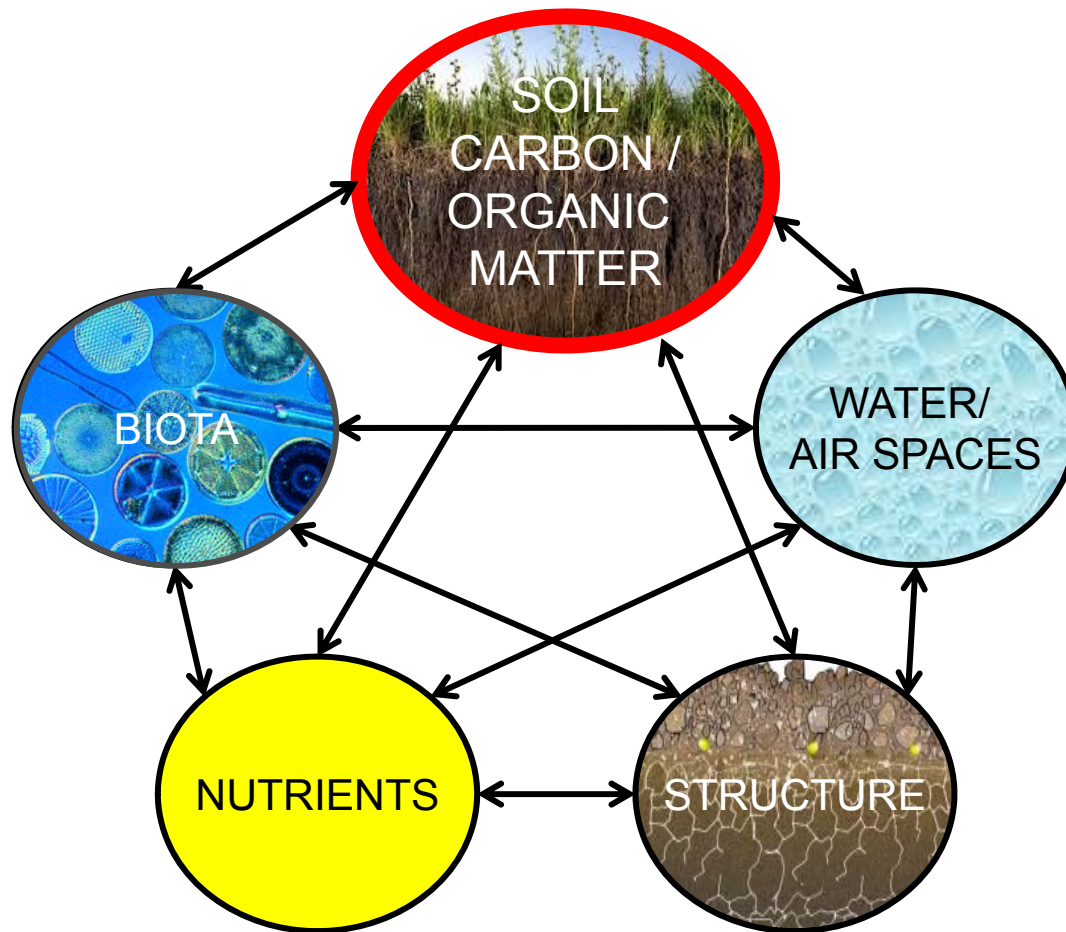 SOIL
CARBON /
ORGANIC
MATTER
BIOTA
WATER/
AIR SPACES
NUTRIENTS
STRUCTURE